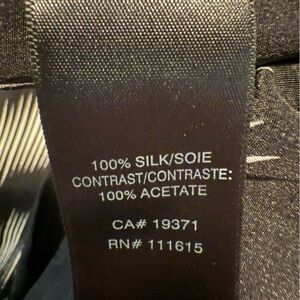 100% SILK/SOIE
CONTRAST/CONTRASTE:
100% ACETATE
CA# 19371
RN# 111615